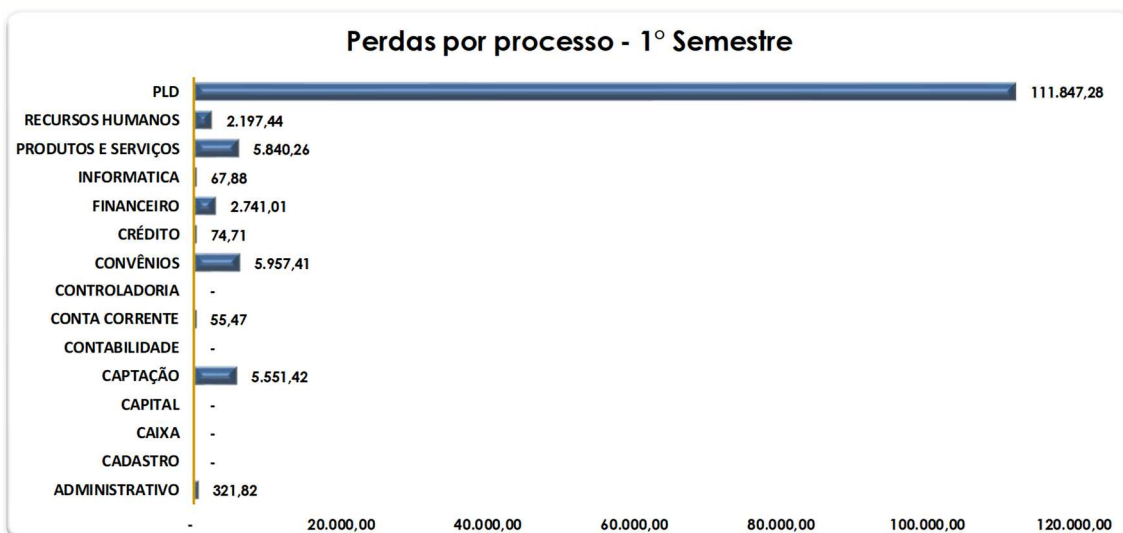 Perdas por processo - 1° Semestre
PLD 111.847,28
RECURSOS HUMANOS 2.197,44
PRODUTOS E SERVIÇOS 5.840,26
INFORMATICA 67,88
FINANCEIRO 2.741,01
CRÉDITO 74,71
CONVÊNIOS 5.957,41
CONTROLADORIA -
CONTA CORRENTE 55,47
CONTABILIDADE -
CAPTAÇÃO 5.551,42
CAPITAL -
CAIXA -
CADASTRO -
ADMINISTRATIVO 321,82
- 20.000,00 40.000,00 60.000,00 80.000,00 100.000,00 120.000,00